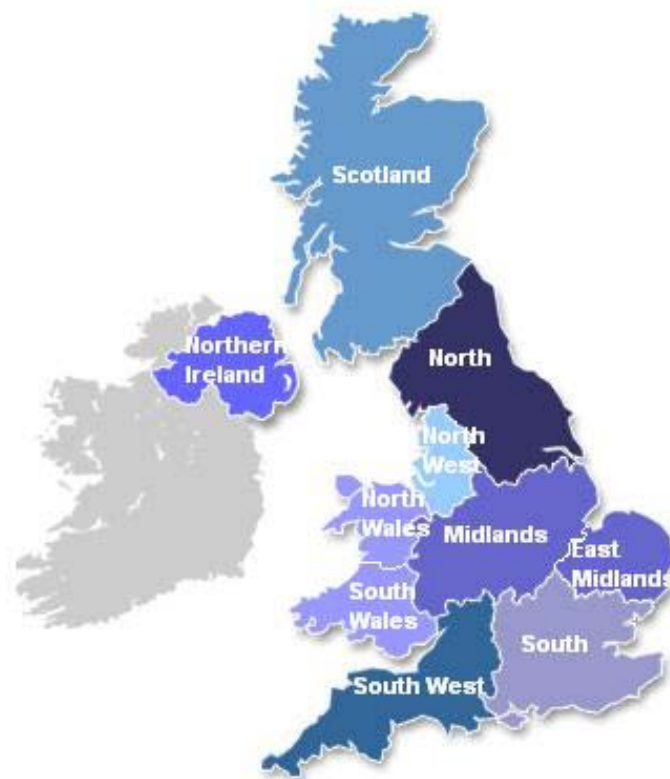 Scotland
Northern
Ireland
North
North
West
North
Wales
Midlands
East
Midlands
South
Wales
South
South West